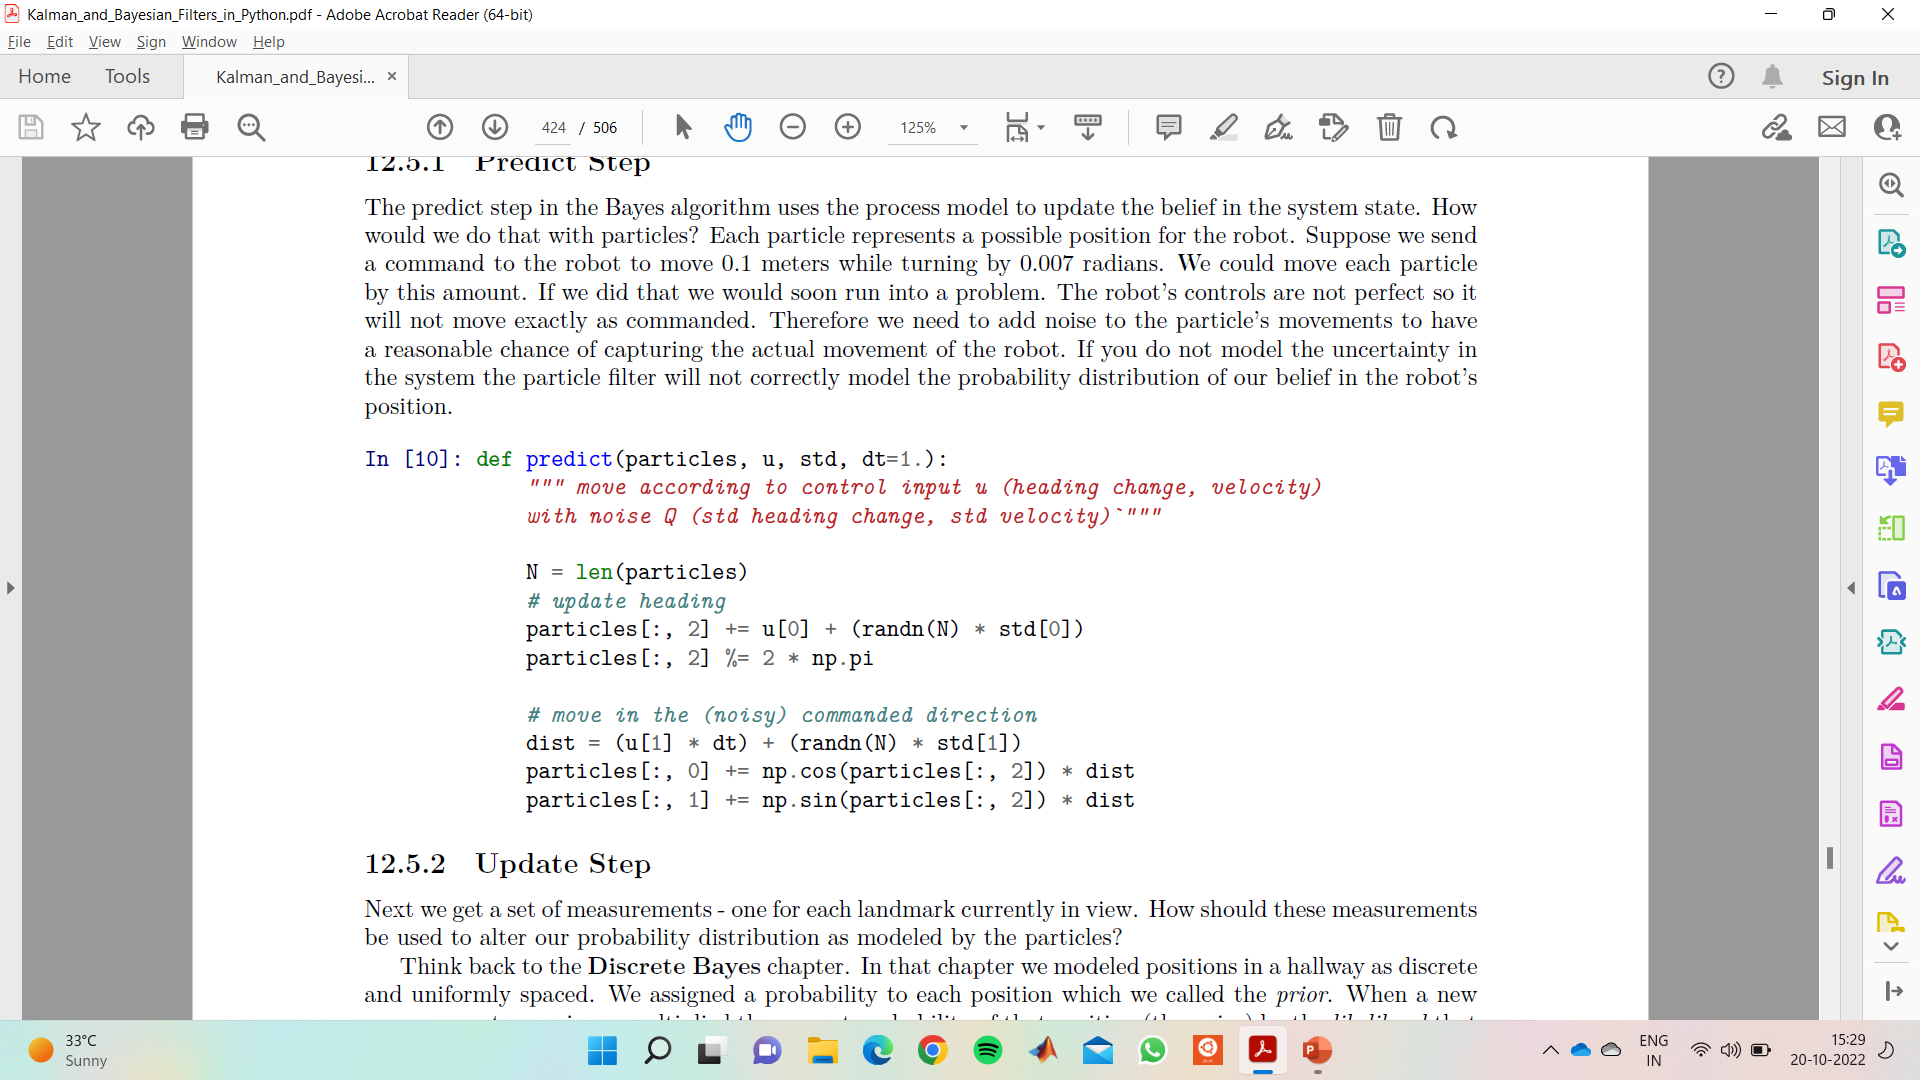 Kalman_and_Bayesian_Filters_in_Python.pdf - Adobe Acrobat Reader (64-bit)
File Edit View Sign Window Help
Home Tools Kalman_and_Bayesi... × Sign In
424 / 506 125%
12.5.1 Predict Step
The predict step in the Bayes algorithm uses the process model to update the belief in the system state. How
would we do that with particles? Each particle represents a possible position for the robot. Suppose we send
a command to the robot to move 0.1 meters while turning by 0.007 radians. We could move each particle
by this amount. If we did that we would soon run into a problem. The robot's controls are not perfect so it
will not move exactly as commanded. Therefore we need to add noise to the particle's movements to have
a reasonable chance of capturing the actual movement of the robot. If you do not model the uncertainty in
the system the particle filter will not correctly model the probability distribution of our belief in the robot's
position.
In [10]: def predict(particles, u, std, dt=1.):
""" move according to control input u (heading change, velocity)
with noise Q (std heading change, std velocity)`"""
N = len(particles)
# update heading
particles[:, 2] += u[0] + (randn(N) * std[0])
particles[:, 2] %= 2 * np.pi
# move in the (noisy) commanded direction
dist = (u[1] * dt) + (randn(N) * std[1])
particles[:, 0] += np.cos(particles[:, 2]) * dist
particles[:, 1] += np.sin(particles[:, 2]) * dist
12.5.2 Update Step
Next we get a set of measurements - one for each landmark currently in view. How should these measurements
be used to alter our probability distribution as modeled by the particles?
Think back to the Discrete Bayes chapter. In that chapter we modeled positions in a hallway as discrete
and uniformly spaced. We assigned a probability to each position which we called the prior. When a new
33°C
Sunny
ENG
IN
15:29
20-10-2022